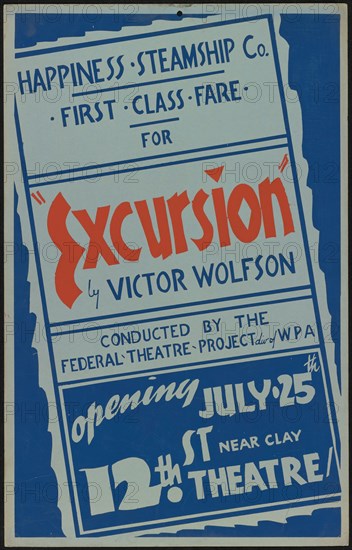 HAPPINESS · STEAMSHIP Co.
· FIRST · CLASS · FARE ·
FOR
"Excursion"
by VICTOR WOLFSON
CONDUCTED BY THE
FEDERAL · THEATRE · PROJECT div of WPA
opening JULY · 25th
12th. ST NEAR CLAY
THEATRE!